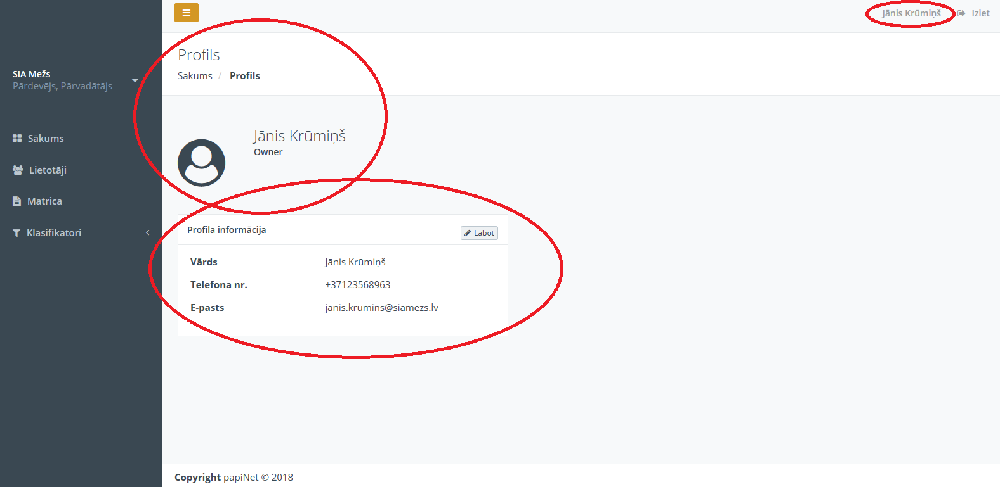 Jānis Krūmiņš Iziet
SIA Mežs
Pārdevējs, Pārvadātājs
Sākums
Lietotāji
Matrica
Klasifikatori
Profils
Sākums / Profils
Jānis Krūmiņš
Owner
Profila informācija Labot
Vārds Jānis Krūmiņš
Telefona nr. +37123568963
E-pasts janis.krumins@siamezs.lv
Copyright papiNet © 2018